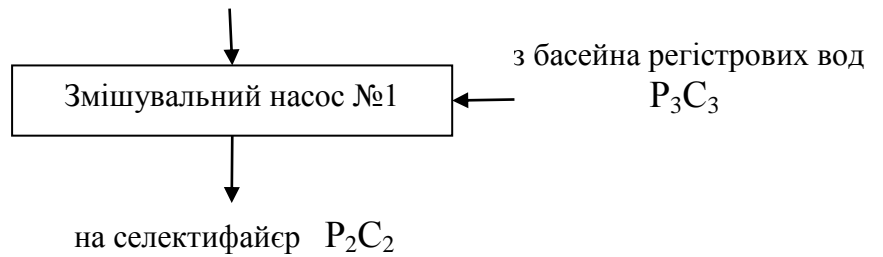 з басейна регістрових вод
Змішувальний насос №1
P₃C₃
на селектифайєр P₂C₂